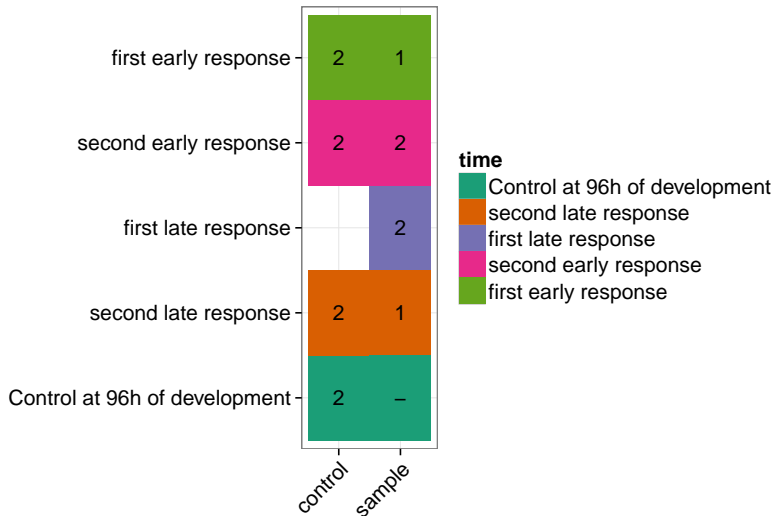 first early response 2 1
second early response 2 2
first late response 2
second late response 2 1
Control at 96h of development 2 –
control sample
time
Control at 96h of development
second late response
first late response
second early response
first early response